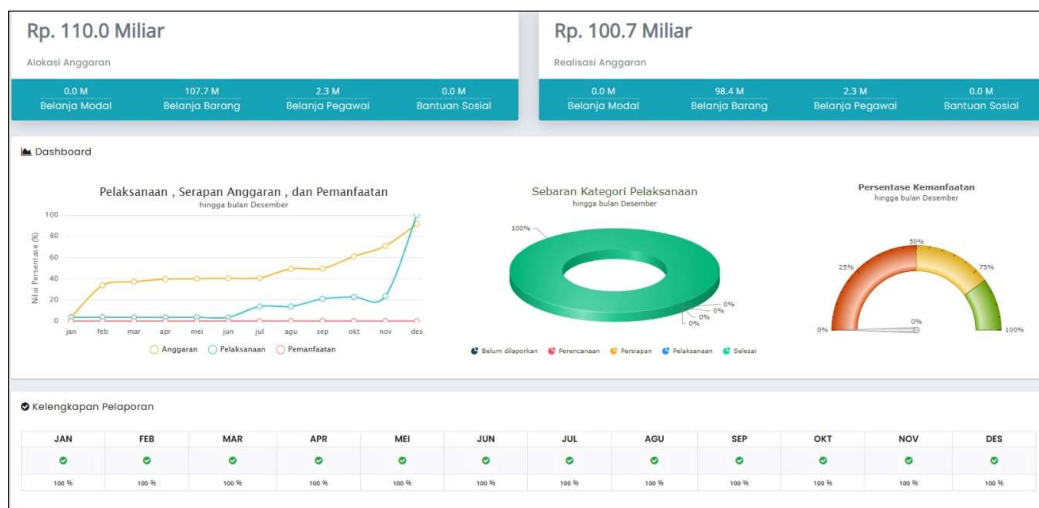 Rp. 110.0 Miliar
Alokasi Anggaran
0.0 M 107.7 M 2.3 M 0.0 M
Belanja Modal Belanja Barang Belanja Pegawai Bantuan Sosial
Rp. 100.7 Miliar
Realisasi Anggaran
0.0 M 98.4 M 2.3 M 0.0 M
Belanja Modal Belanja Barang Belanja Pegawai Bantuan Sosial
Dashboard
Pelaksanaan , Serapan Anggaran , dan Pemanfaatan
hingga bulan Desember
Nilai Persentase (%)
100
80
60
40
20
0
jan feb mar apr mei jun jul agu sep okt nov des
Anggaran Pelaksanaan Pemanfaatan
Sebaran Kategori Pelaksanaan
hingga bulan Desember
100%
0%
0%
0%
0%
Belum dilaporkan Perencanaan Persiapan Pelaksanaan Selesai
Persentase Kemanfaatan
hingga bulan Desember
50%
25% 75%
0% 0% 100%
Kelengkapan Pelaporan
JAN FEB MAR APR MEI JUN JUL AGU SEP OKT NOV DES
100 % 100 % 100 % 100 % 100 % 100 % 100 % 100 % 100 % 100 % 100 % 100 %